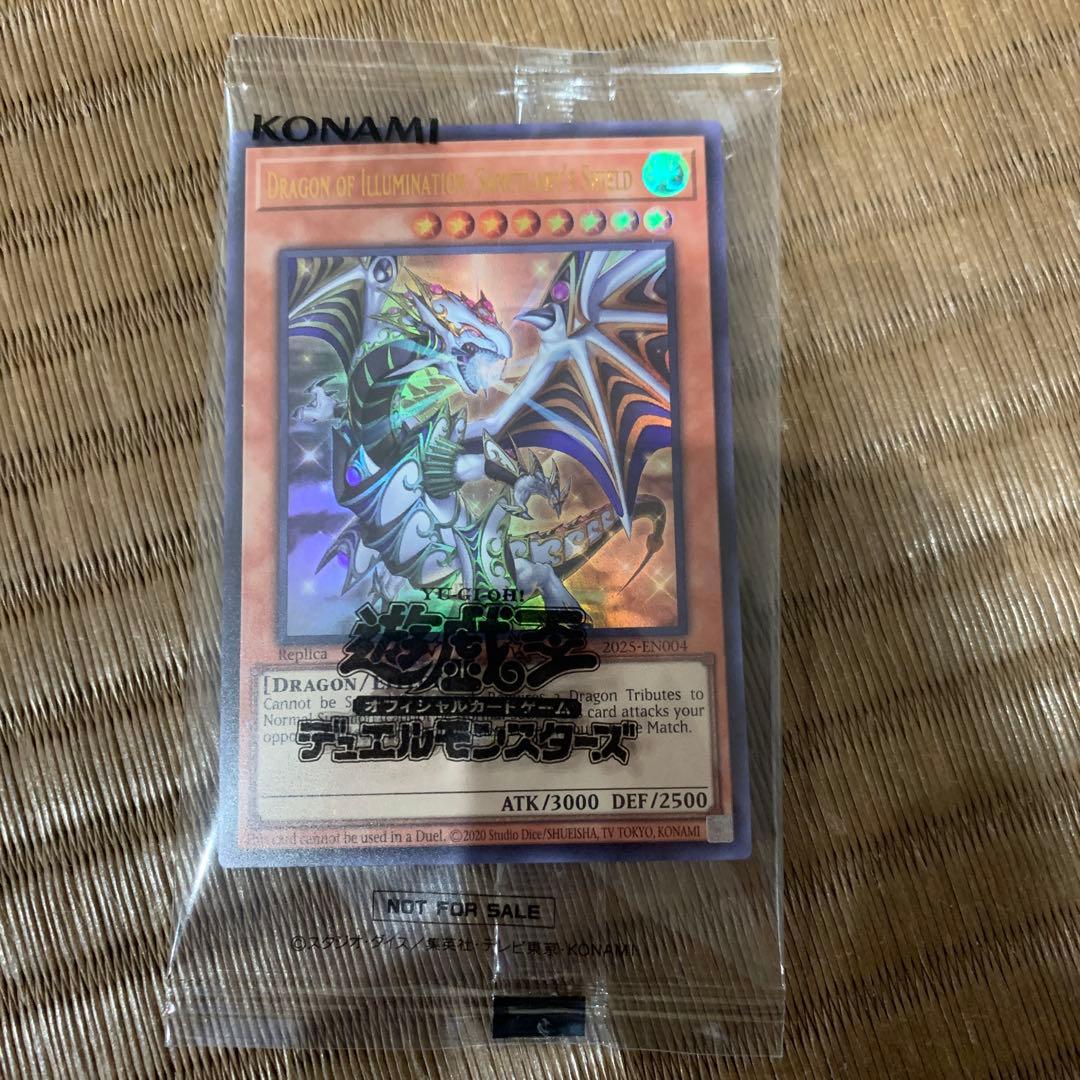 KONAMI
DRAGON OF ILLUMINATION, SANCTUARY'S SHIELD
YU-GI-OH!
遊戯王
Replica
2025-EN004
オフィシャルカードゲーム
デュエルモンスターズ
[DRAGON/
Cannot be Dragon Tributes to
Normal card attacks your
Match.
ATK/3000 DEF/2500
This card cannot be used in a Duel. ©2020 Studio Dice/SHUEISHA, TV TOKYO, KONAMI
NOT FOR SALE
©スタジオ・ダイス/集英社・テレビ東京・KONAMI